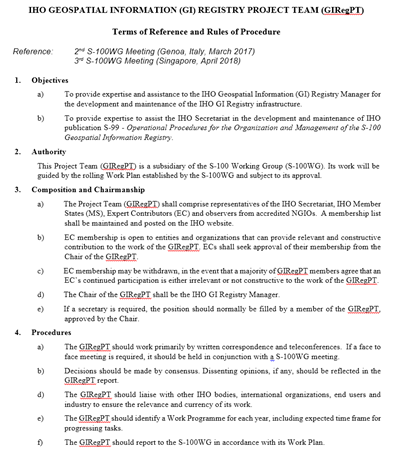 IHO GEOSPATIAL INFORMATION (GI) REGISTRY PROJECT TEAM (GIRegPT)
Terms of Reference and Rules of Procedure
Reference: 2nd S-100WG Meeting (Genoa, Italy, March 2017)
3rd S-100WG Meeting (Singapore, April 2018)
1. Objectives
a) To provide expertise and assistance to the IHO Geospatial Information (GI) Registry Manager for
the development and maintenance of the IHO GI Registry infrastructure.
b) To provide expertise to assist the IHO Secretariat in the development and maintenance of IHO
publication S-99 - Operational Procedures for the Organization and Management of the S-100
Geospatial Information Registry.
2. Authority
This Project Team (GIRegPT) is a subsidiary of the S-100 Working Group (S-100WG). Its work will be
guided by the rolling Work Plan established by the S-100WG and subject to its approval.
3. Composition and Chairmanship
a) The Project Team (GIRegPT) shall comprise representatives of the IHO Secretariat, IHO Member
States (MS), Expert Contributors (EC) and observers from accredited NGIOs. A membership list
shall be maintained and posted on the IHO website.
b) EC membership is open to entities and organizations that can provide relevant and constructive
contribution to the work of the GIRegPT. ECs shall seek approval of their membership from the
Chair of the GIRegPT.
c) EC membership may be withdrawn, in the event that a majority of GIRegPT members agree that an
EC`s continued participation is either irrelevant or not constructive to the work of the GIRegPT.
d) The Chair of the GIRegPT shall be the IHO GI Registry Manager.
e) If a secretary is required, the position should normally be filled by a member of the GIRegPT,
approved by the Chair.
4. Procedures
a) The GIRegPT should work primarily by written correspondence and teleconferences. If a face to
face meeting is required, it should be held in conjunction with a S-100WG meeting.
b) Decisions should be made by consensus. Dissenting opinions, if any, should be reflected in the
GIRegPT report.
d) The GIRegPT should liaise with other IHO bodies, international organizations, end users and
industry to ensure the relevance and currency of its work.
e) The GIRegPT should identify a Work Programme for each year, including expected time frame for
progressing tasks.
f) The GIRegPT should report to the S-100WG in accordance with its Work Plan.